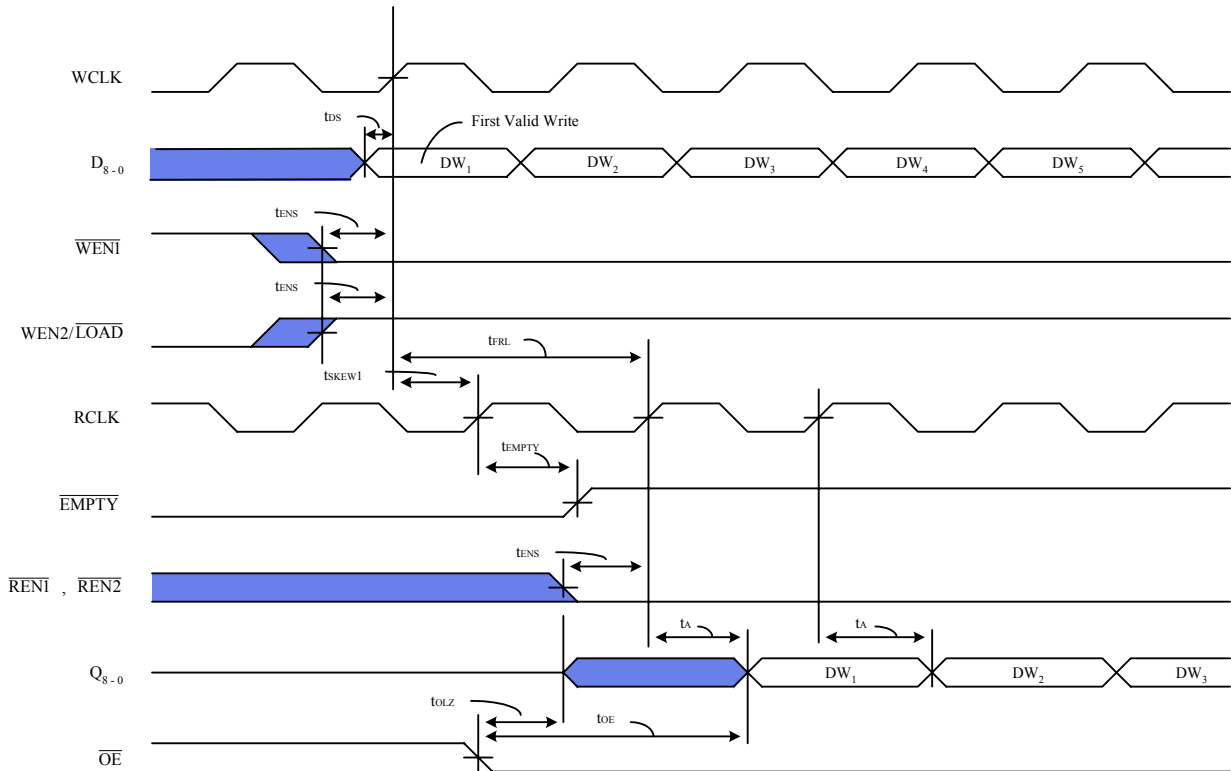 WCLK
tDS
First Valid Write
D8 - 0
DW1 DW2 DW3 DW4 DW5
tENS
WEN1
tENS
WEN2/LOAD
tFRL
tSKEW1
RCLK
tEMPTY
EMPTY
tENS
REN1 , REN2
tA tA
Q8 - 0
DW1 DW2 DW3
tOLZ
tOE
OE